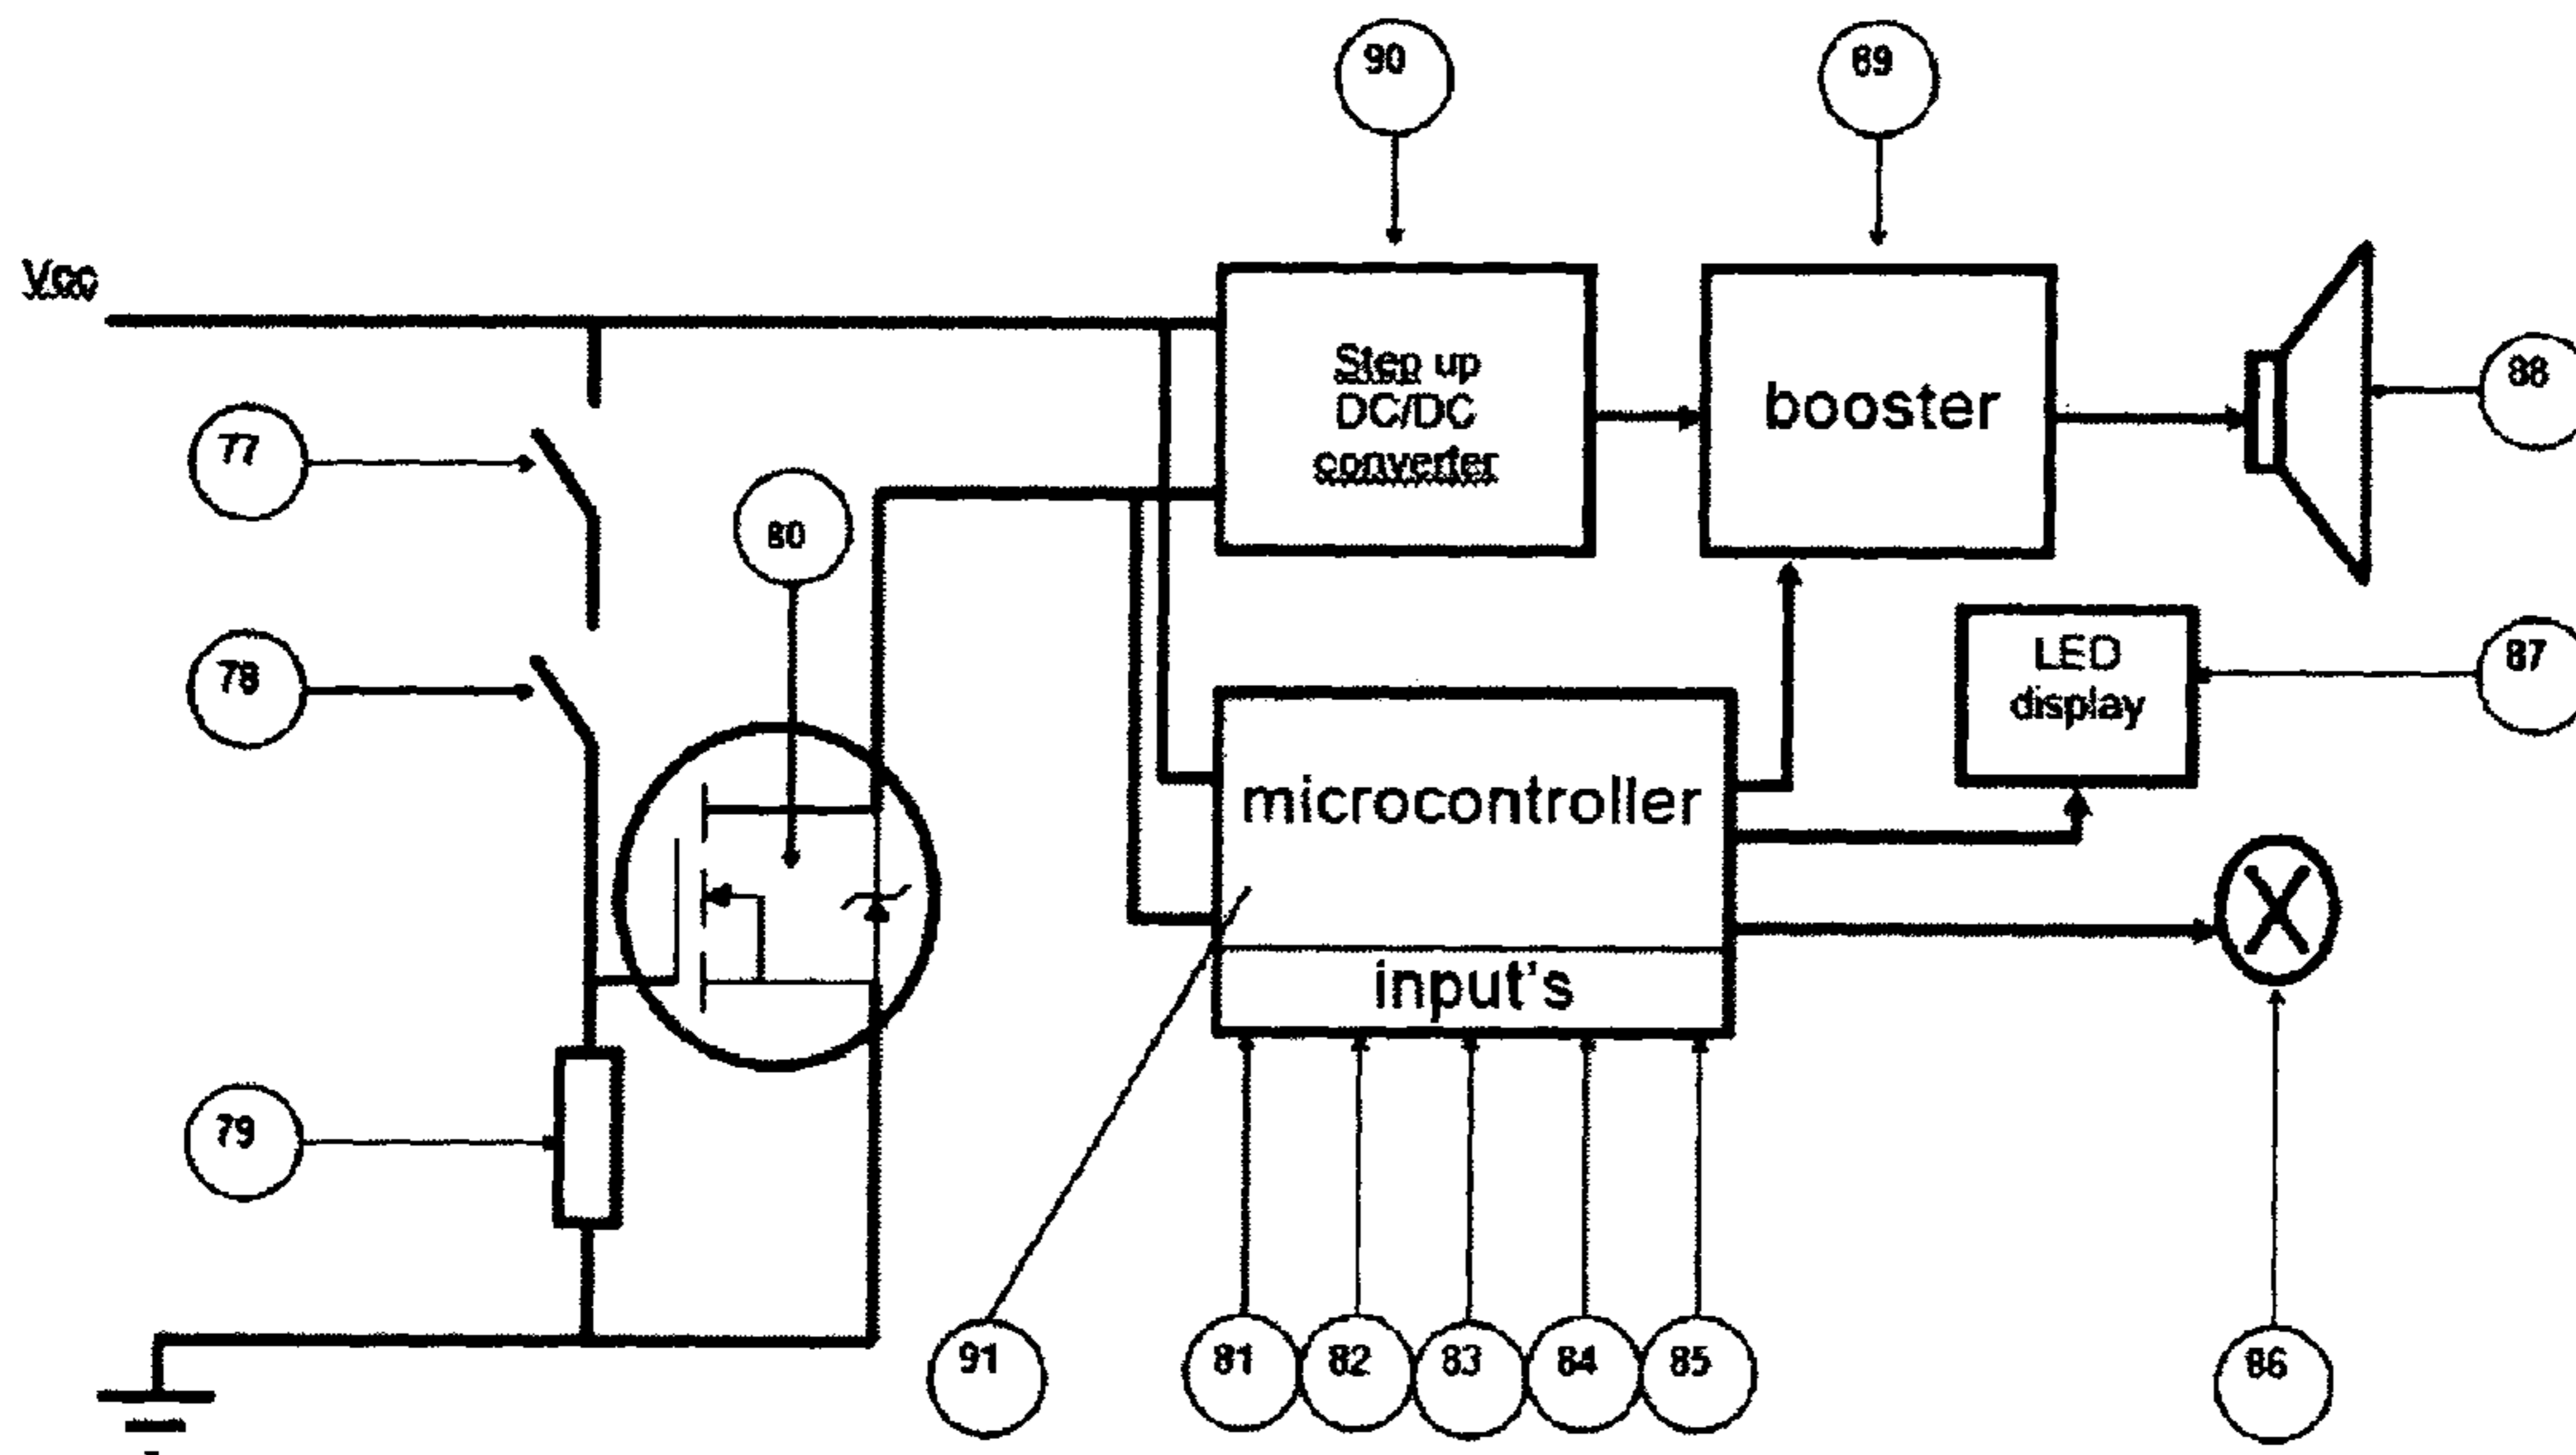 90
89
Vcc
Step up
DC/DC
converter
booster
88
77
80
LED
display
87
78
microcontroller
input's
79
91
81
82
83
84
85
86